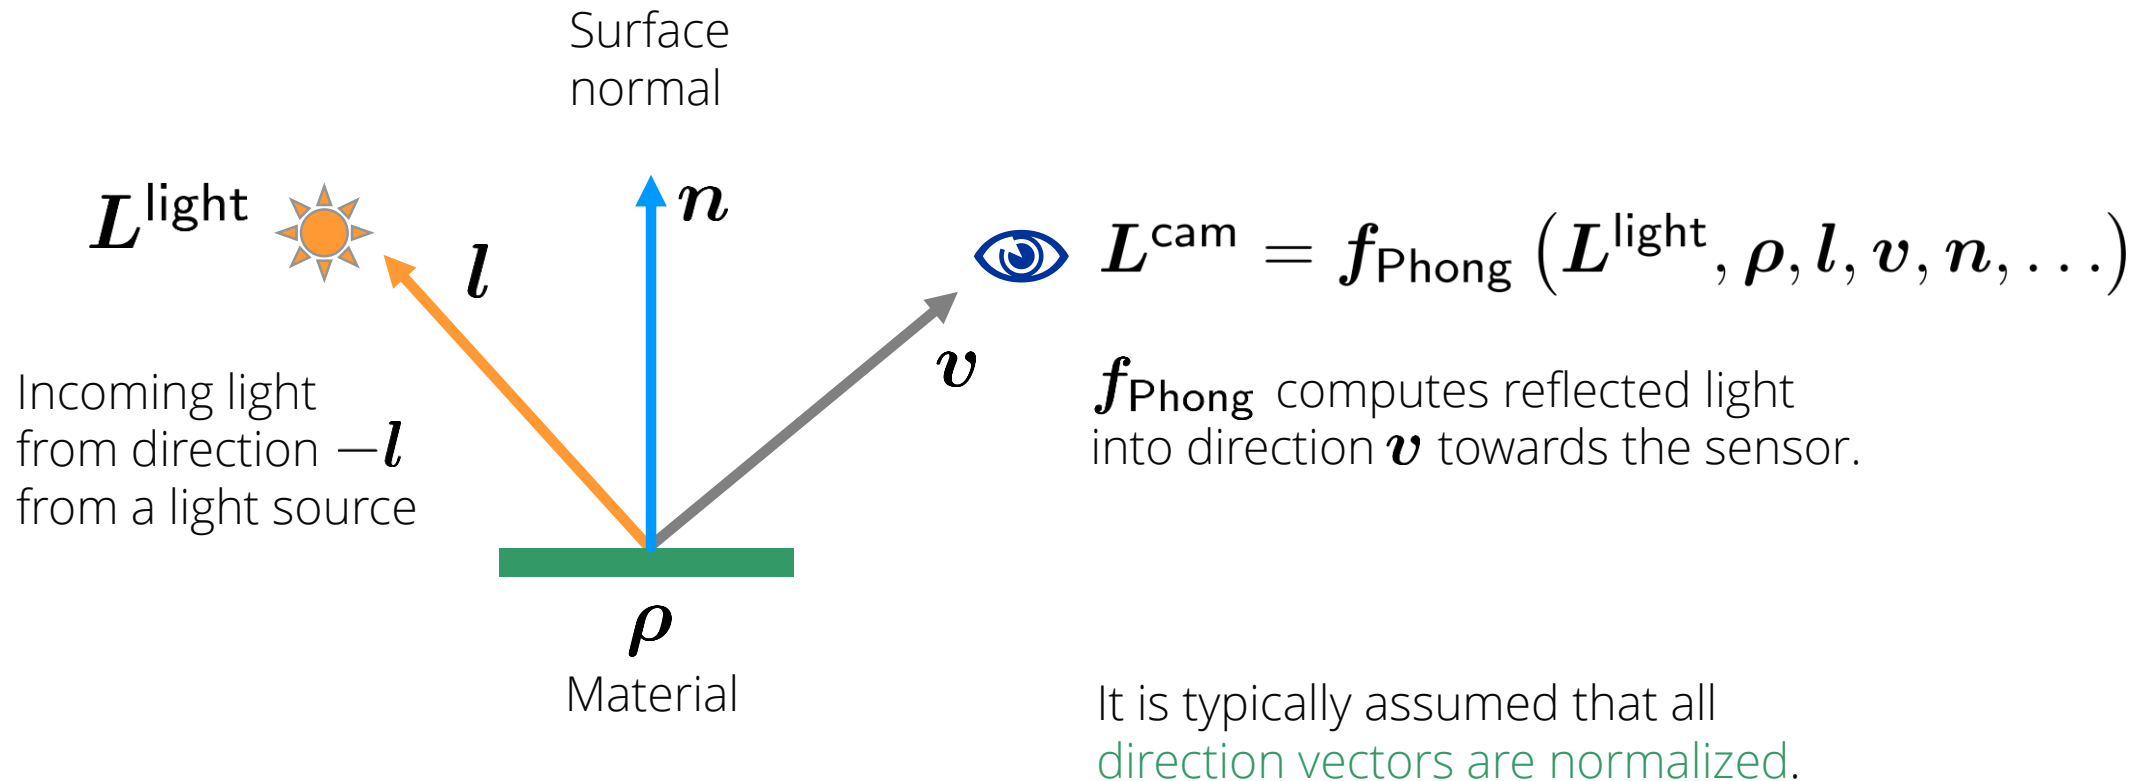 Surface
normal
L^light
n
l
L^cam = f_Phong (L^light, ρ, l, v, n, ...)
v
Incoming light
from direction −l
from a light source
f_Phong computes reflected light
into direction v towards the sensor.
ρ
Material
It is typically assumed that all
direction vectors are normalized.